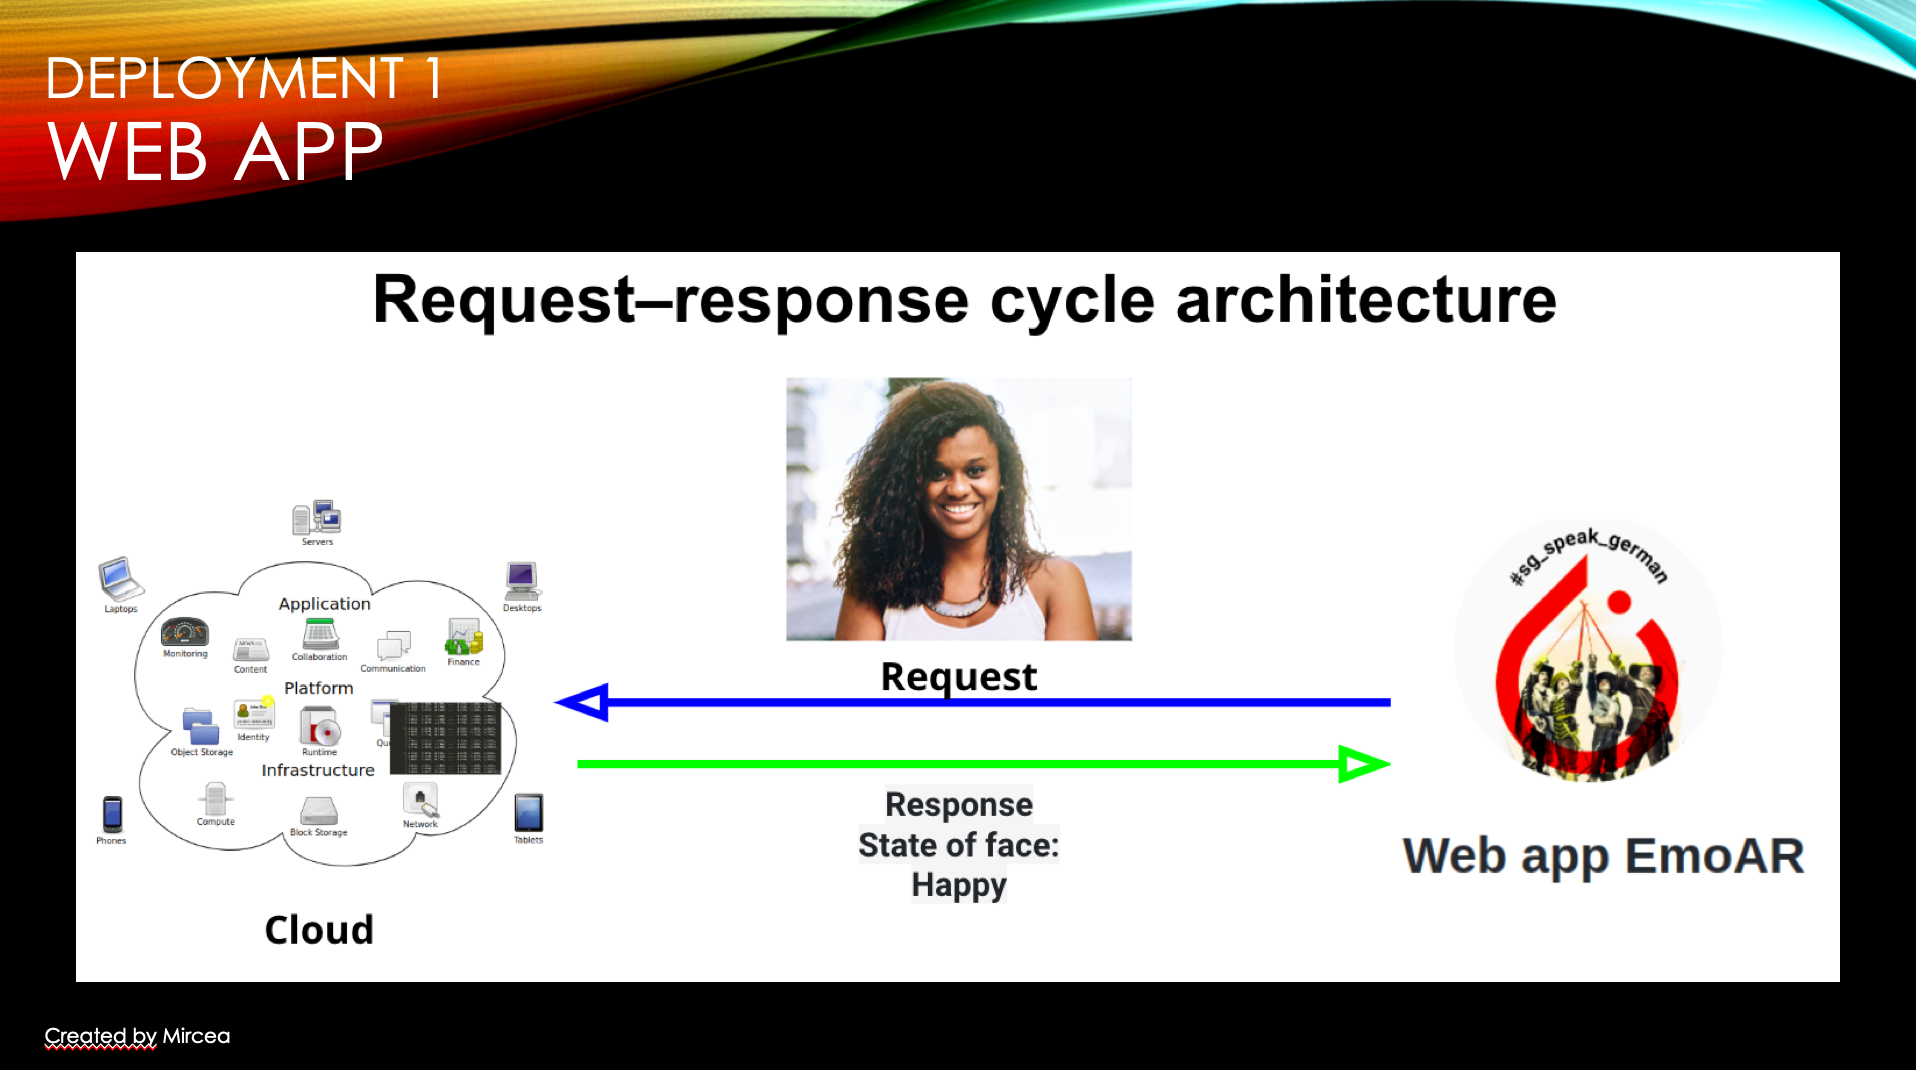 DEPLOYMENT 1
WEB APP
Request–response cycle architecture
#sg_speak_german
Servers
Laptops
Desktops
Application
Monitoring
Content
Collaboration
Communication
Finance
Platform
Object Storage
Identity
Runtime
Infrastructure
Compute
Block Storage
Network
Phones
Tablets
Cloud
Request
Response
State of face:
Happy
Web app EmoAR
Created by Mircea